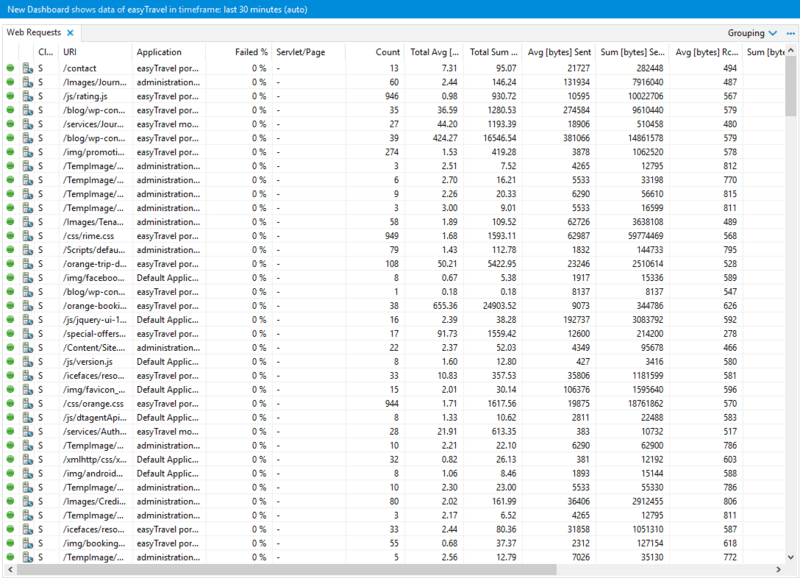 New Dashboard shows data of easyTravel in timeframe: last 30 minutes (auto)
Web Requests Grouping
Cl... URI Application Failed % Servlet/Page Count Total Avg [... Total Sum ... Avg [bytes] Sent Sum [bytes] Se... Avg [bytes] Rc... Sum [byte
S /contact easyTravel por... 0 % - 13 7.31 95.07 21727 282448 494
S /Images/Journ... administration... 0 % - 60 2.44 146.24 131934 7916040 487
S /js/rating.js easyTravel por... 0 % - 946 0.98 930.72 10595 10022706 567
S /blog/wp-con... easyTravel por... 0 % - 35 36.59 1280.53 274584 9610440 579
S /services/Jour... easyTravel mo... 0 % - 27 44.20 1193.39 18906 510458 480
S /blog/wp-con... easyTravel por... 0 % - 39 424.27 16546.54 381066 14861578 579
S /img/promoti... easyTravel por... 0 % - 274 1.53 419.28 3878 1062520 578
S /TempImage/... administration... 0 % - 3 2.51 7.52 4265 12795 812
S /TempImage/... administration... 0 % - 6 2.70 16.21 5533 33198 770
S /TempImage/... administration... 0 % - 9 2.26 20.33 6290 56610 815
S /TempImage/... administration... 0 % - 3 3.00 9.01 5533 16599 811
S /Images/Tena... administration... 0 % - 58 1.89 109.52 62726 3638108 489
S /css/rime.css easyTravel por... 0 % - 949 1.68 1593.11 62987 59774469 568
S /Scripts/defau... administration... 0 % - 79 1.43 112.78 1832 144733 795
S /orange-trip-d... easyTravel por... 0 % - 108 50.21 5422.95 23246 2510614 528
S /img/faceboo... Default Applic... 0 % - 8 0.67 5.38 1917 15336 589
S /blog/wp-con... easyTravel por... 0 % - 1 0.18 0.18 8137 8137 547
S /orange-booki... easyTravel por... 0 % - 38 655.36 24903.52 9073 344786 626
S /js/jquery-ui-1... Default Applic... 0 % - 16 2.39 38.28 192737 3083792 592
S /special-offers... easyTravel por... 0 % - 17 91.73 1559.42 12600 214200 278
S /Content/Site.... administration... 0 % - 22 2.37 52.03 4349 95678 466
S /js/version.js Default Applic... 0 % - 8 1.60 12.80 427 3416 580
S /icefaces/reso... easyTravel por... 0 % - 33 10.83 357.53 35806 1181599 581
S /img/favicon_... Default Applic... 0 % - 15 2.01 30.14 106376 1595640 596
S /css/orange.css easyTravel por... 0 % - 944 1.71 1617.56 19875 18761862 570
S /js/dtagentApi... Default Applic... 0 % - 8 1.33 10.62 2811 22488 583
S /services/Auth... easyTravel mo... 0 % - 28 21.91 613.35 383 10732 517
S /TempImage/... administration... 0 % - 10 2.21 22.10 6290 62900 786
S /xmlhttp/css/x... Default Applic... 0 % - 32 0.82 26.13 381 12192 603
S /img/android... Default Applic... 0 % - 8 1.06 8.46 1893 15144 588
S /TempImage/... administration... 0 % - 10 2.30 23.00 5533 55330 786
S /Images/Credi... administration... 0 % - 80 2.02 161.99 36406 2912455 806
S /TempImage/... administration... 0 % - 3 2.17 6.52 4265 12795 811
S /icefaces/reso... easyTravel por... 0 % - 33 2.44 80.36 31858 1051310 587
S /img/booking... easyTravel por... 0 % - 55 0.68 37.37 2312 127154 618
S /TempImage/... administration... 0 % - 5 2.56 12.79 7026 35130 772